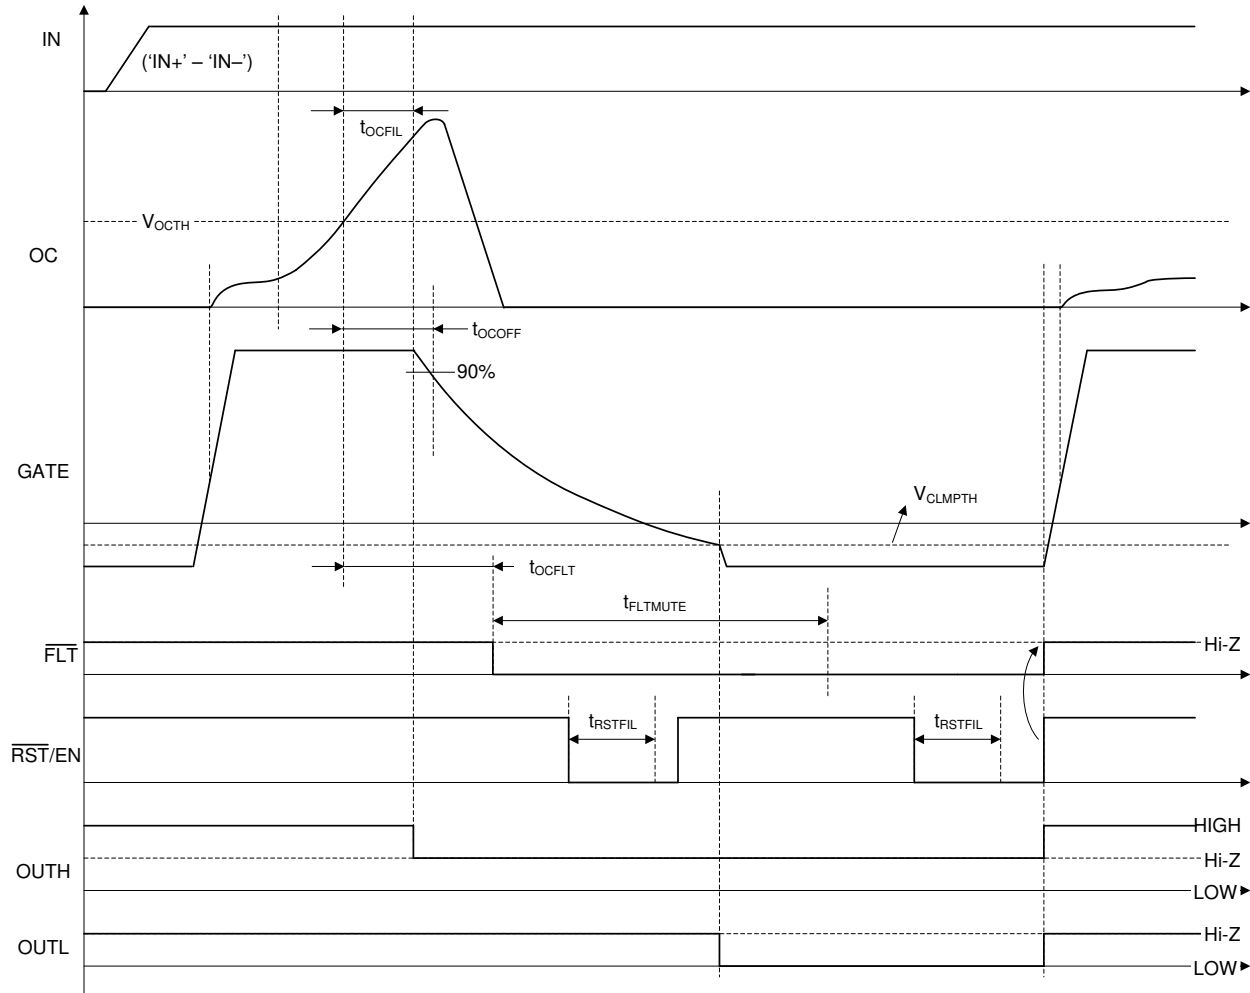 IN
('IN+' – 'IN–')
tOCFIL
VOCTH
OC
tOCOFF
90%
GATE
VCLMPTH
tOCFLT
tFLTMUTE
FLT
Hi-Z
tRSTFIL
tRSTFIL
RST/EN
HIGH
OUTH
Hi-Z
LOW
OUTL
Hi-Z
LOW